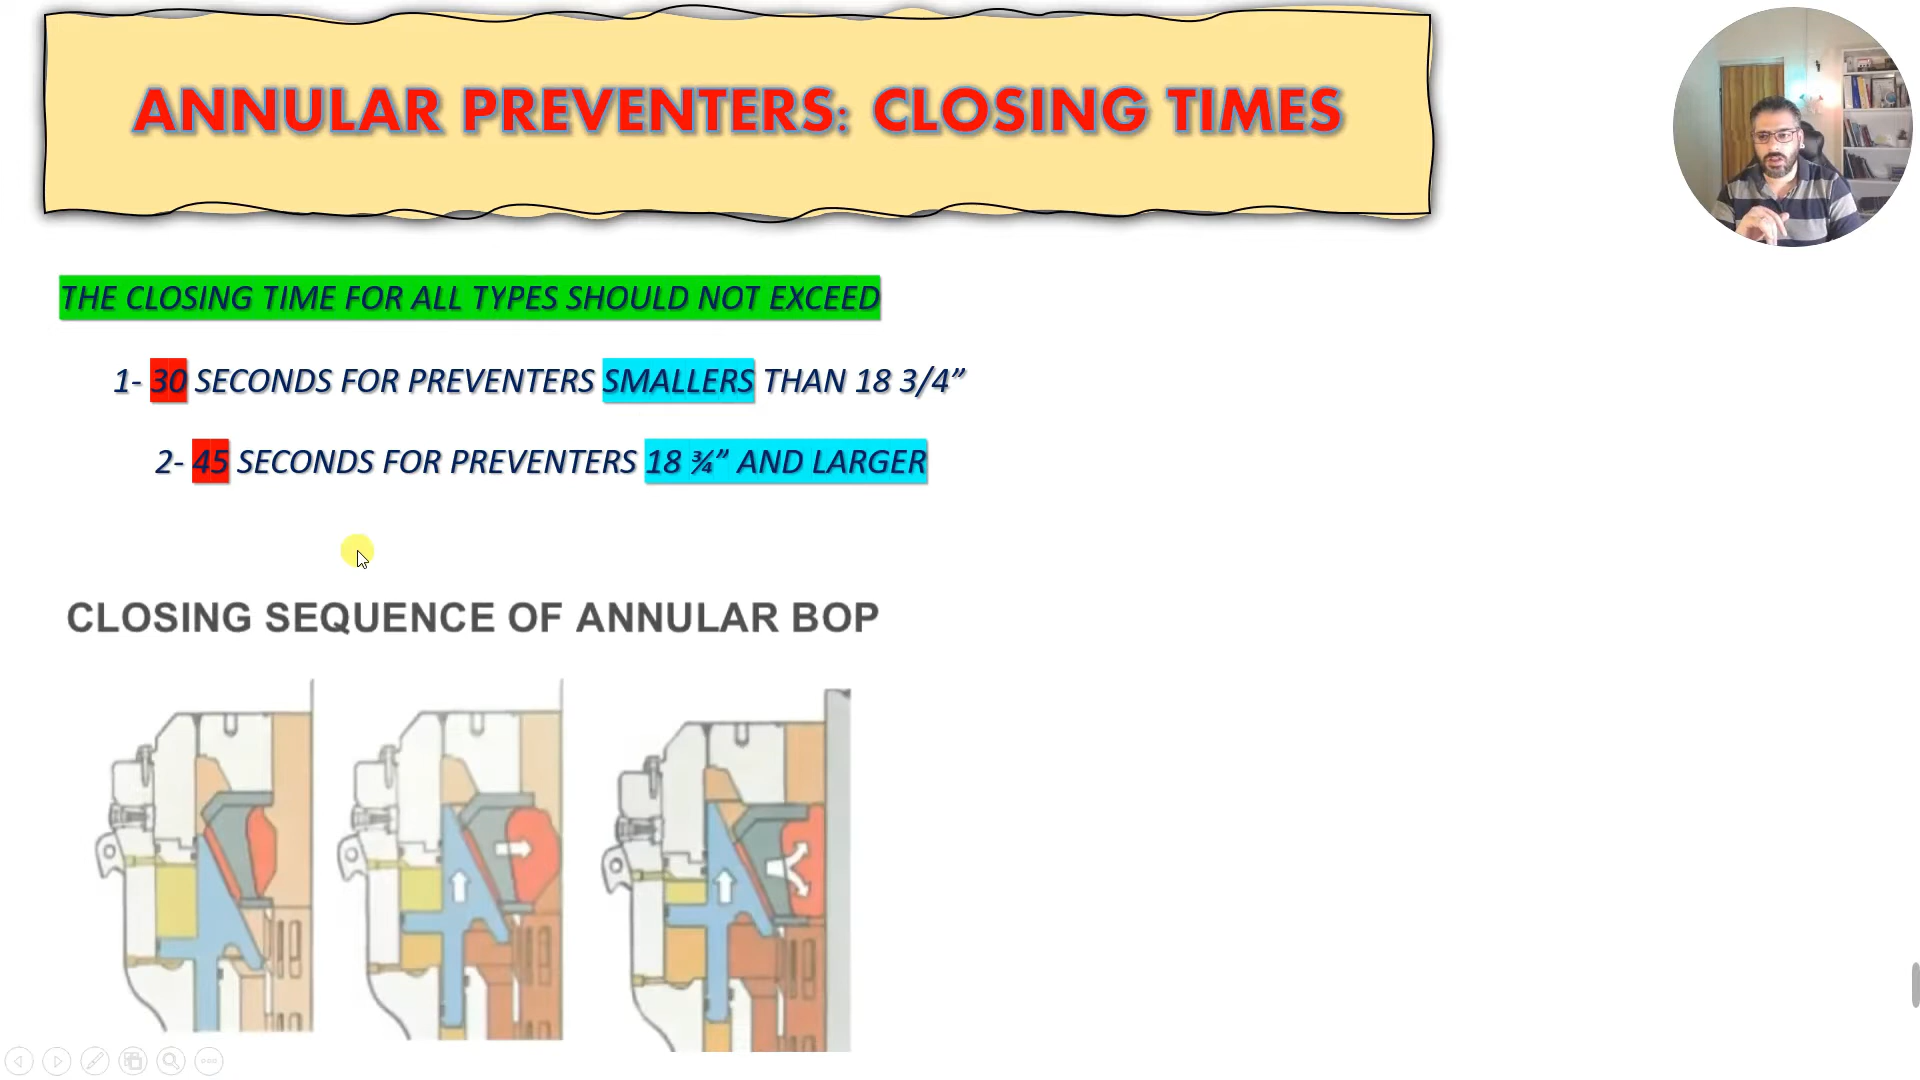 ANNULAR PREVENTERS: CLOSING TIMES
THE CLOSING TIME FOR ALL TYPES SHOULD NOT EXCEED
1- 30 SECONDS FOR PREVENTERS SMALLERS THAN 18 3/4”
2- 45 SECONDS FOR PREVENTERS 18 ¾” AND LARGER
CLOSING SEQUENCE OF ANNULAR BOP